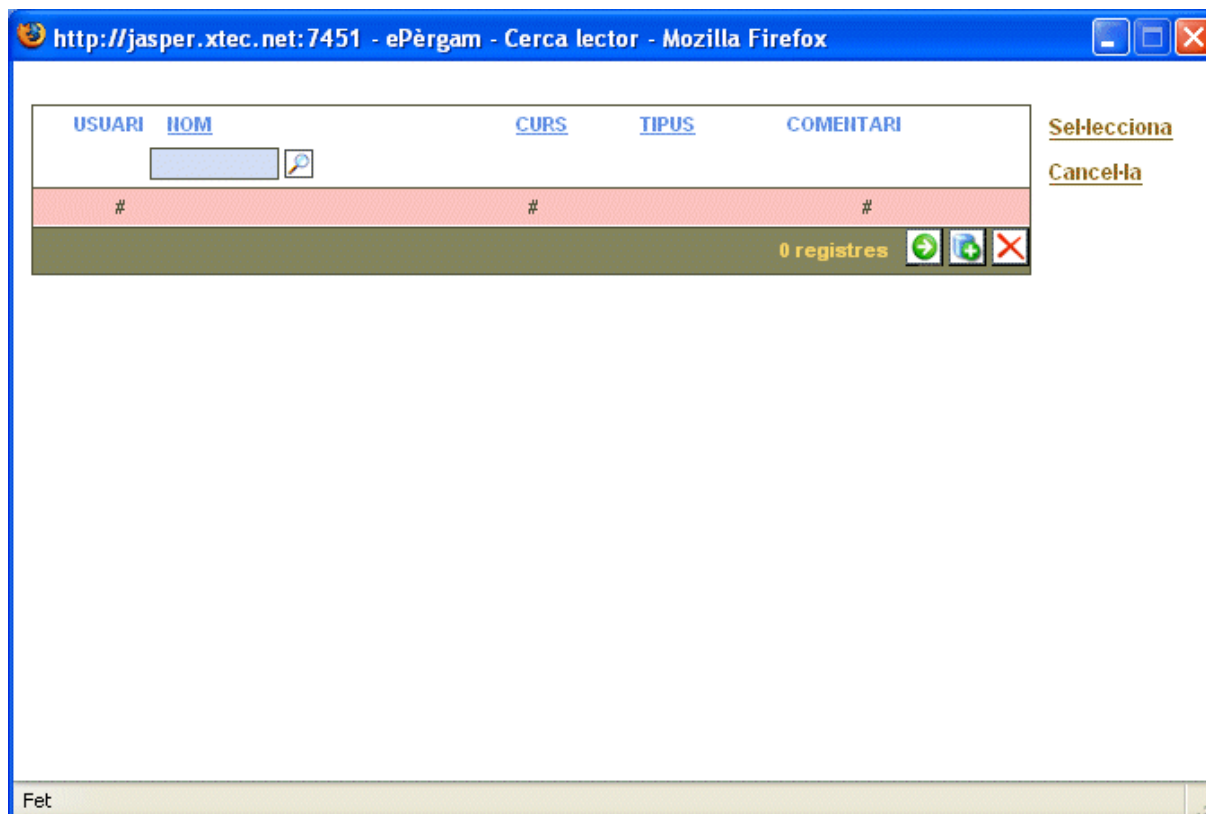 http://jasper.xtec.net:7451 - ePèrgam - Cerca lector - Mozilla Firefox
USUARI NOM CURS TIPUS COMENTARI
Sel·lecciona
Cancel·la
# # #
0 registres
Fet